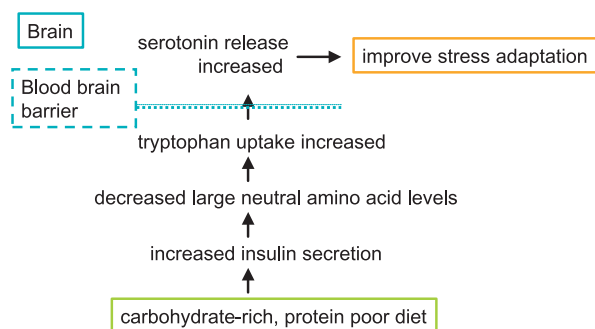 Brain
serotonin release
increased
improve stress adaptation
Blood brain
barrier
tryptophan uptake increased
decreased large neutral amino acid levels
increased insulin secretion
carbohydrate-rich, protein poor diet